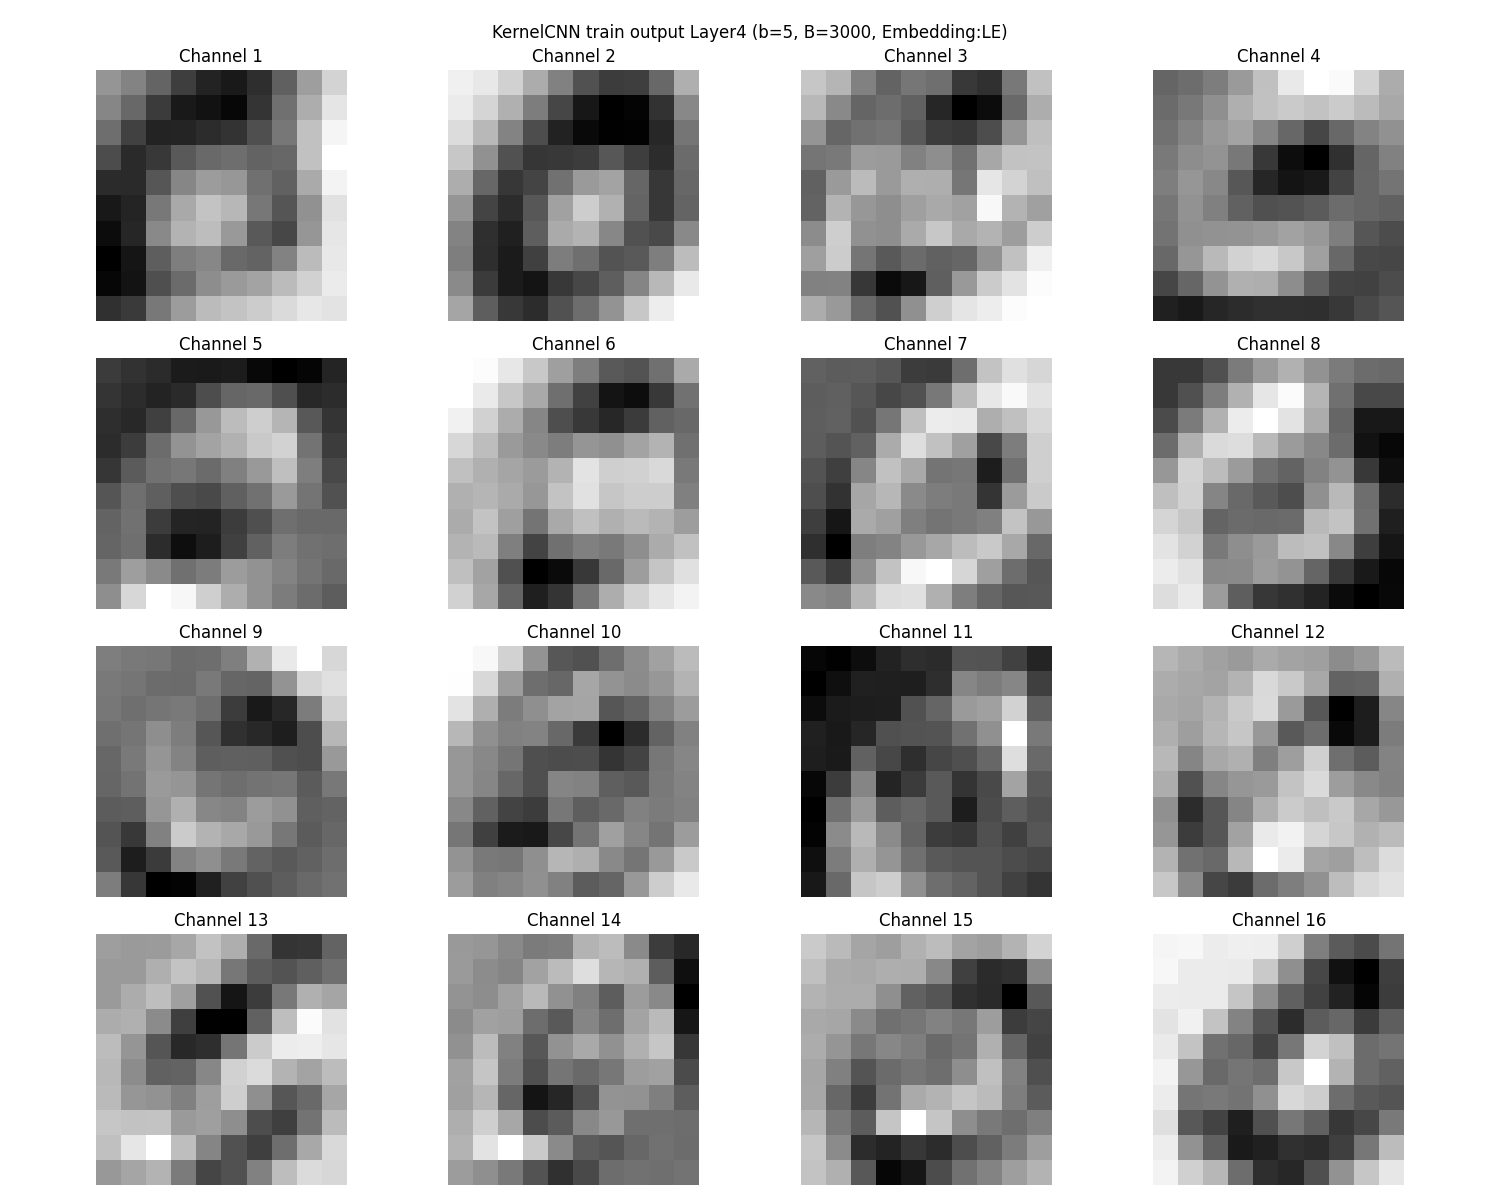 KernelCNN train output Layer4 (b=5, B=3000, Embedding:LE)
Channel 1
Channel 2
Channel 3
Channel 4
Channel 5
Channel 6
Channel 7
Channel 8
Channel 9
Channel 10
Channel 11
Channel 12
Channel 13
Channel 14
Channel 15
Channel 16